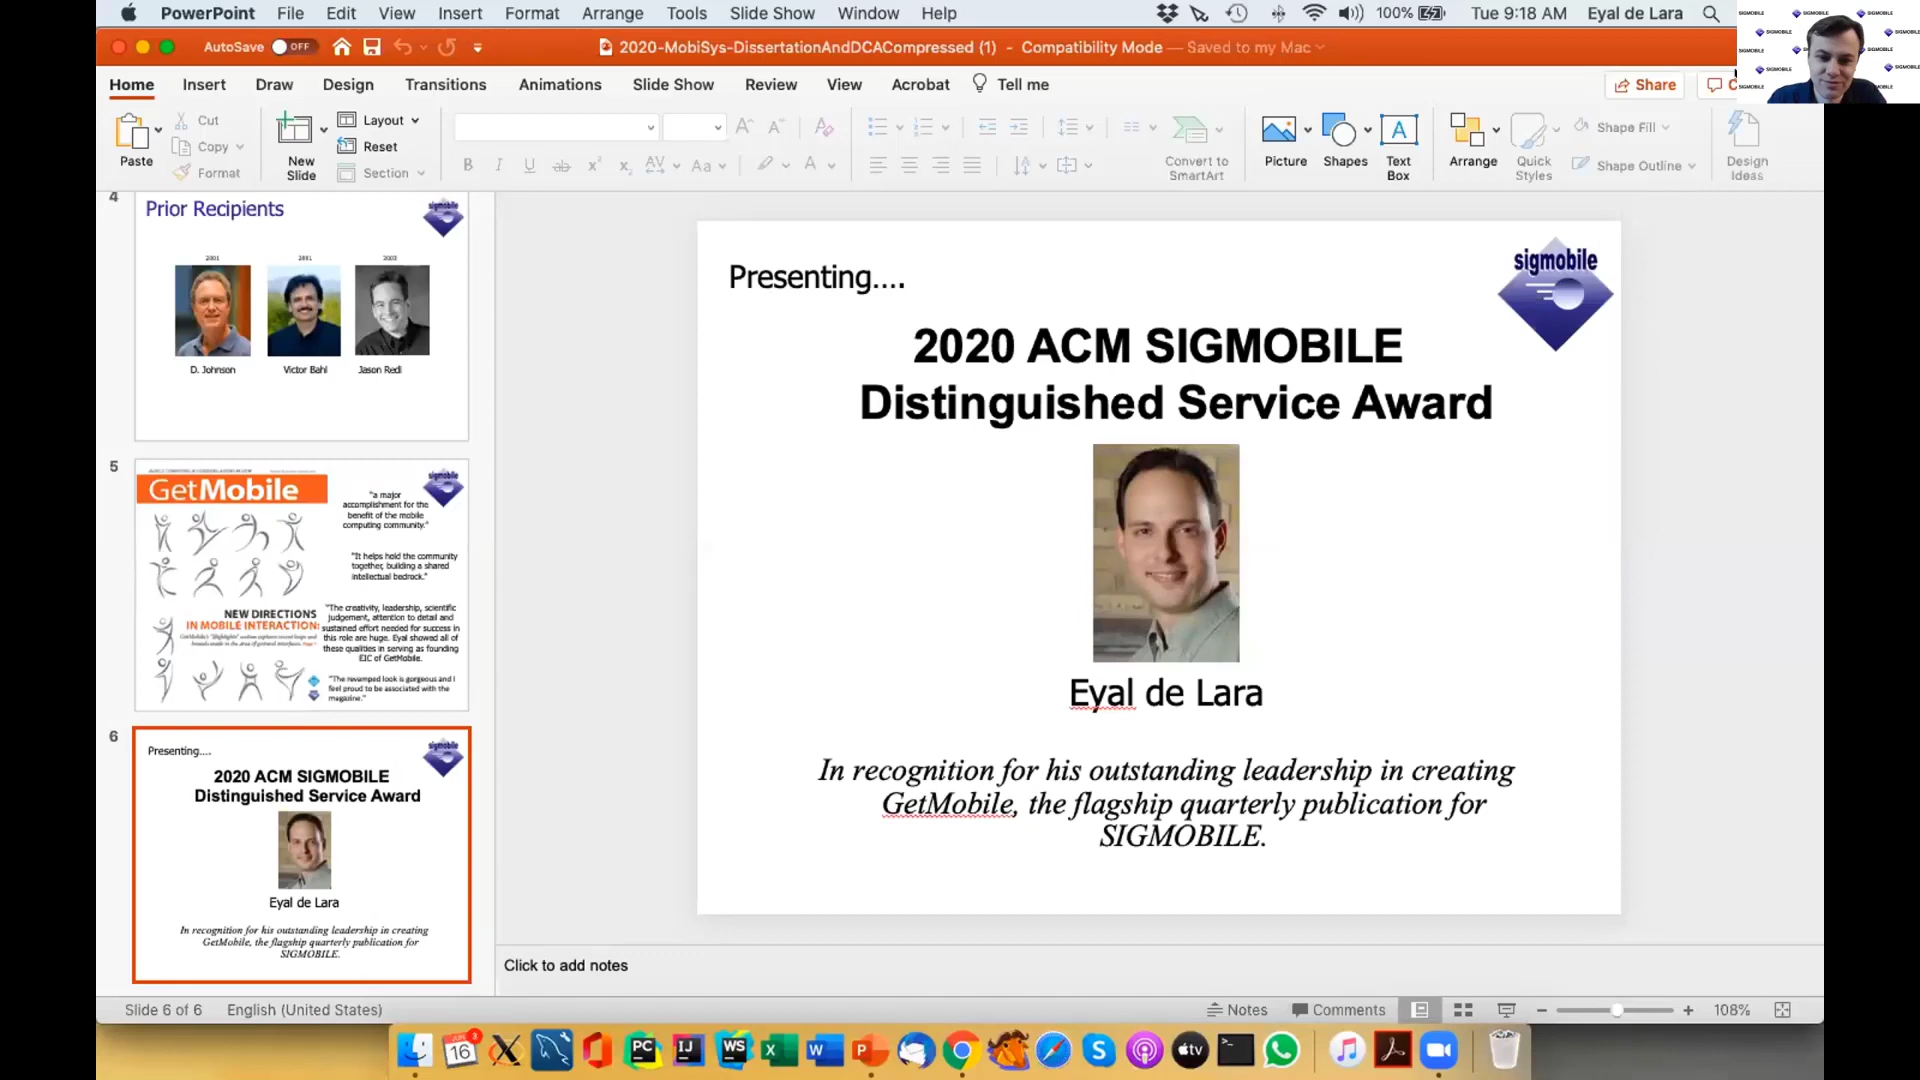 PowerPoint File Edit View Insert Format Arrange Tools Slide Show Window Help 100% Tue 9:18 AM Eyal de Lara
AutoSave OFF 2020-MobiSys-DissertationAndDCACompressed (1) - Compatibility Mode — Saved to my Mac
Home Insert Draw Design Transitions Animations Slide Show Review View Acrobat Tell me Share
Paste Cut Copy Format
New Slide Layout Reset Section
Convert to SmartArt
Picture Shapes Text Box Arrange Quick Styles Shape Fill Shape Outline Design Ideas
4
Prior Recipients
sigmobile
2001 2001 2003
D. Johnson Victor Bahl Jason Redi
5
GetMobile
sigmobile
"a major
accomplishment for the
benefit of the mobile
computing community."
"It helps hold the community
together, building a shared
intellectual bedrock."
NEW DIRECTIONS
IN MOBILE INTERACTION:
"The creativity, leadership, scientific
judgement, attention to detail and
sustained effort needed for success in
this role are huge. Eyal showed all of
these qualities in serving as founding
EIC of GetMobile.
"The revamped look is gorgeous and I
feel proud to be associated with the
magazine."
6
Presenting....
sigmobile
2020 ACM SIGMOBILE
Distinguished Service Award
Eyal de Lara
In recognition for his outstanding leadership in creating
GetMobile, the flagship quarterly publication for
SIGMOBILE.
Presenting....
sigmobile
2020 ACM SIGMOBILE
Distinguished Service Award
Eyal de Lara
In recognition for his outstanding leadership in creating
GetMobile, the flagship quarterly publication for
SIGMOBILE.
Click to add notes
Slide 6 of 6 English (United States) Notes Comments 108%
SIGMOBILE